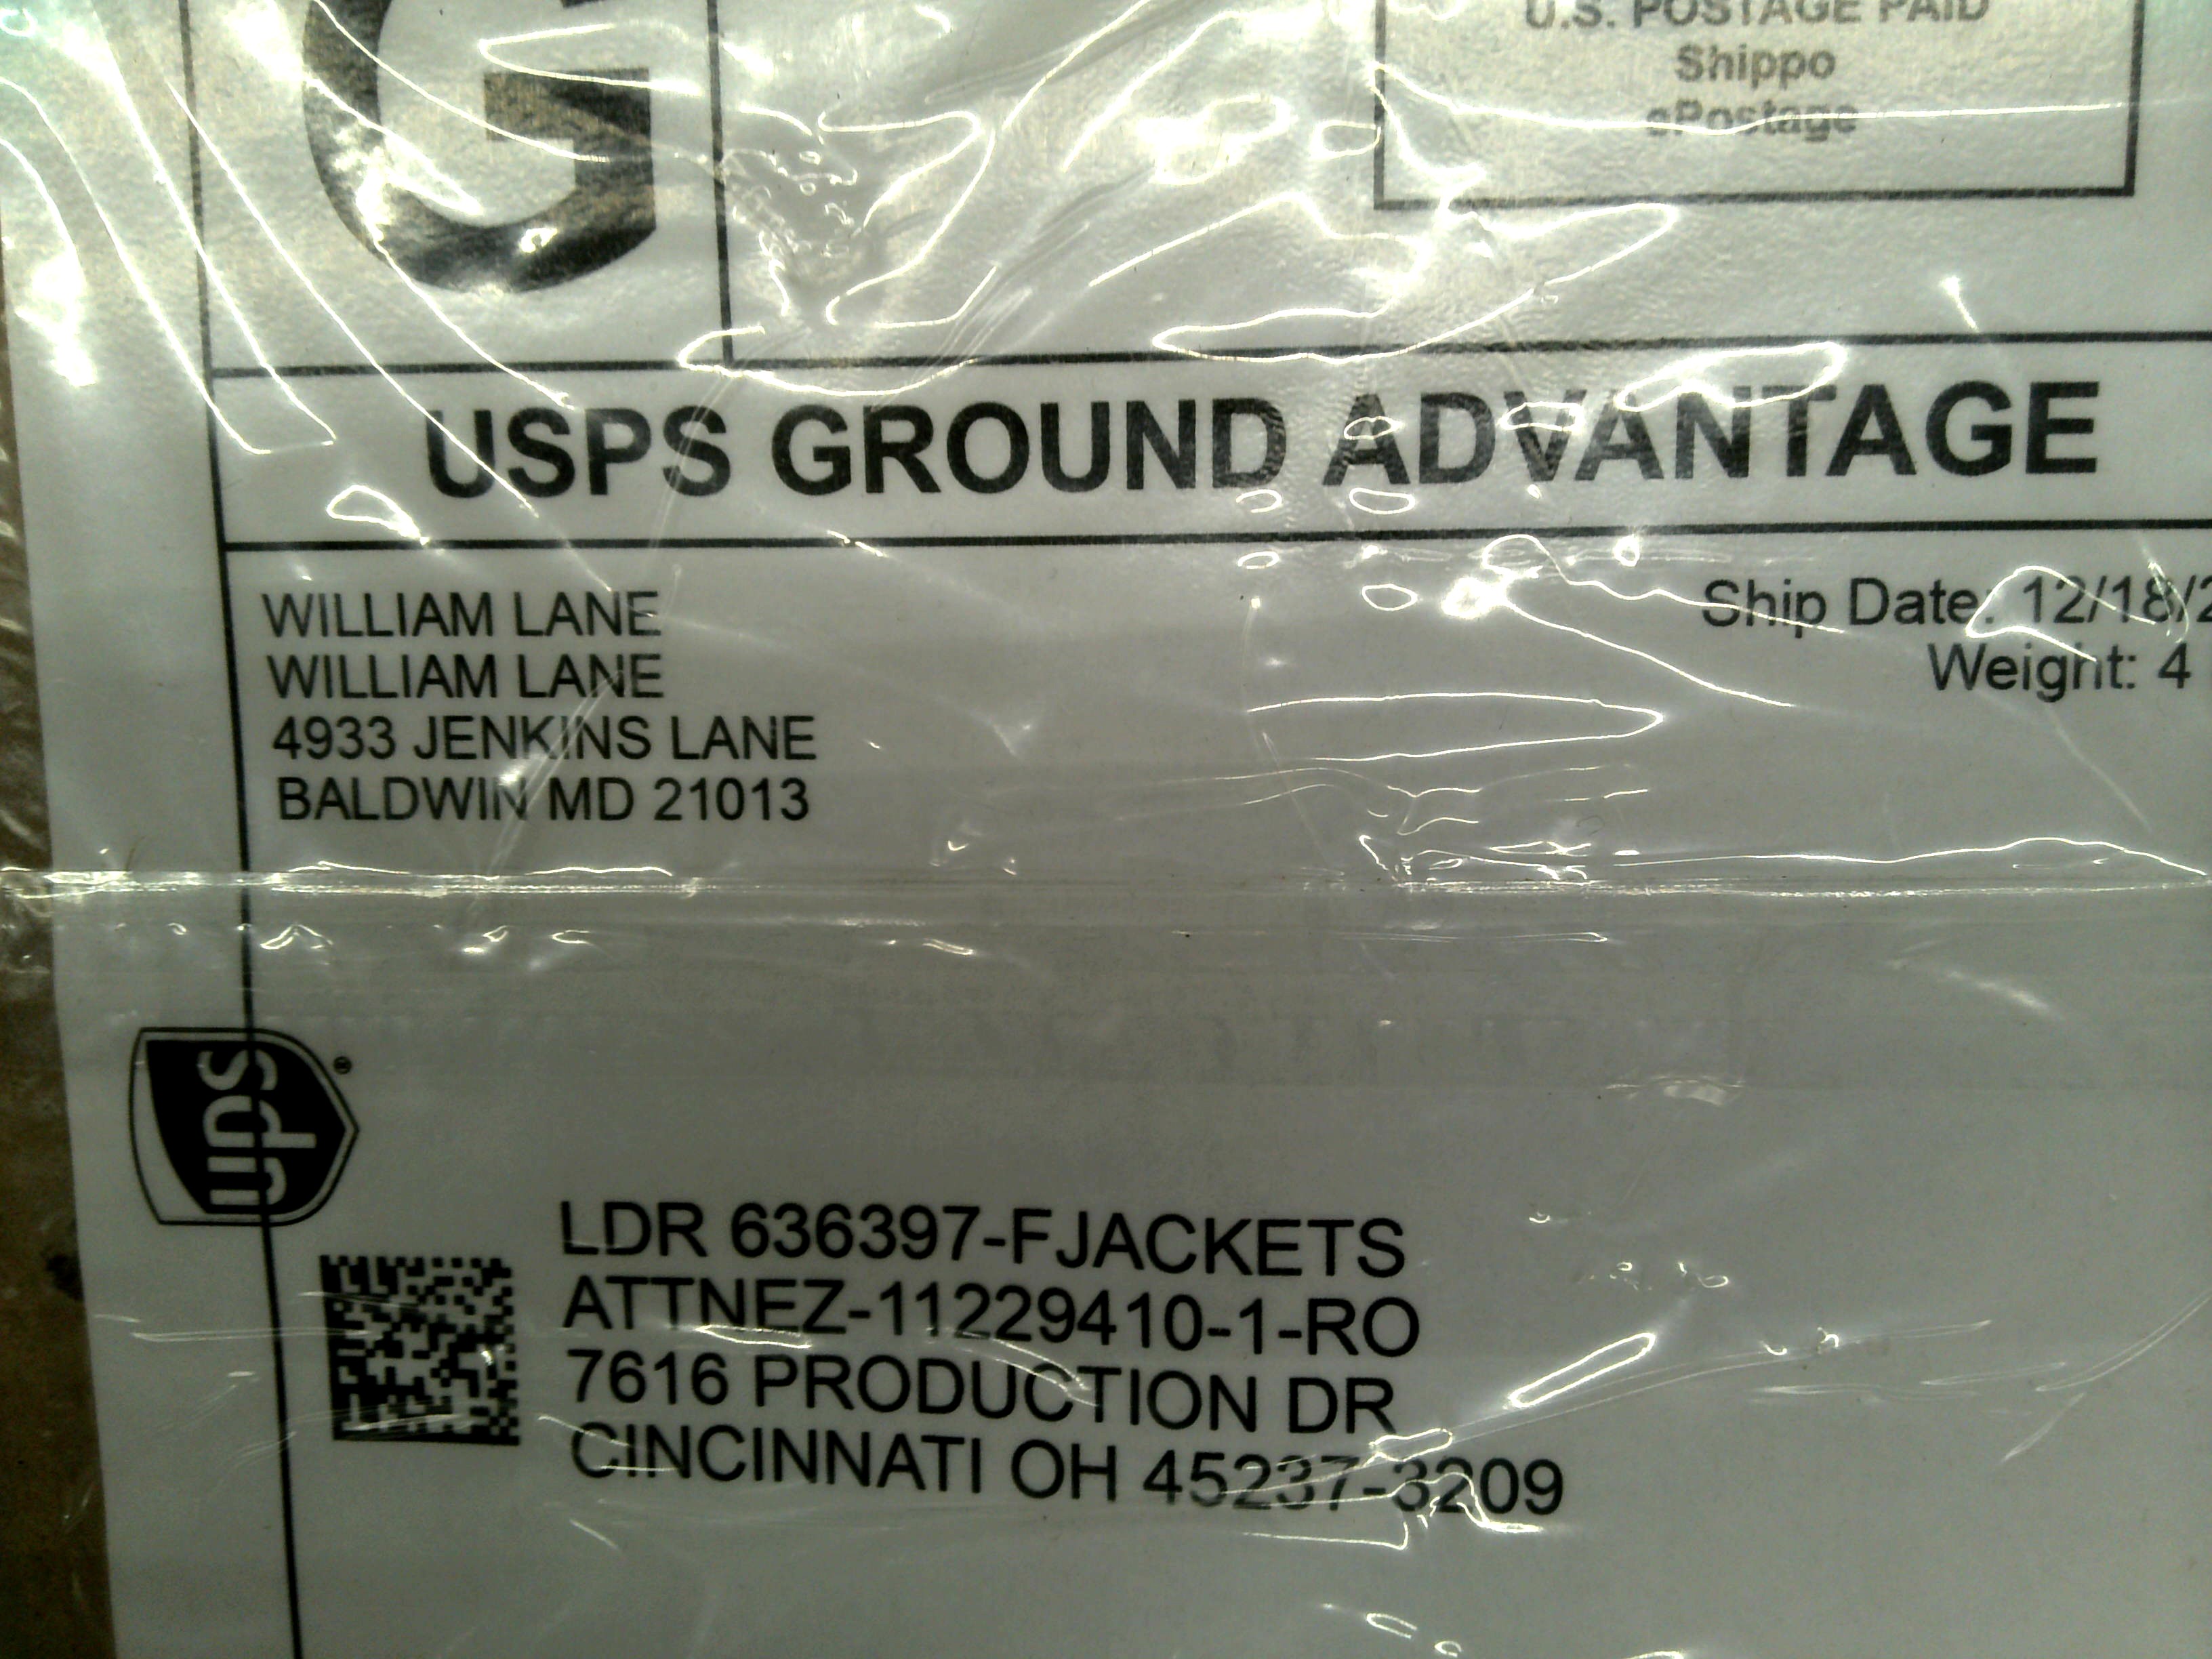 G
U.S. POSTAGE PAID
Shippo
ePostage
USPS GROUND ADVANTAGE
WILLIAM LANE
WILLIAM LANE
4933 JENKINS LANE
BALDWIN MD 21013
Ship Date: 12/18/2
Weight: 4
ups
LDR 636397-FJACKETS
ATTNEZ-11229410-1-RO
7616 PRODUCTION DR
CINCINNATI OH 45237-3209